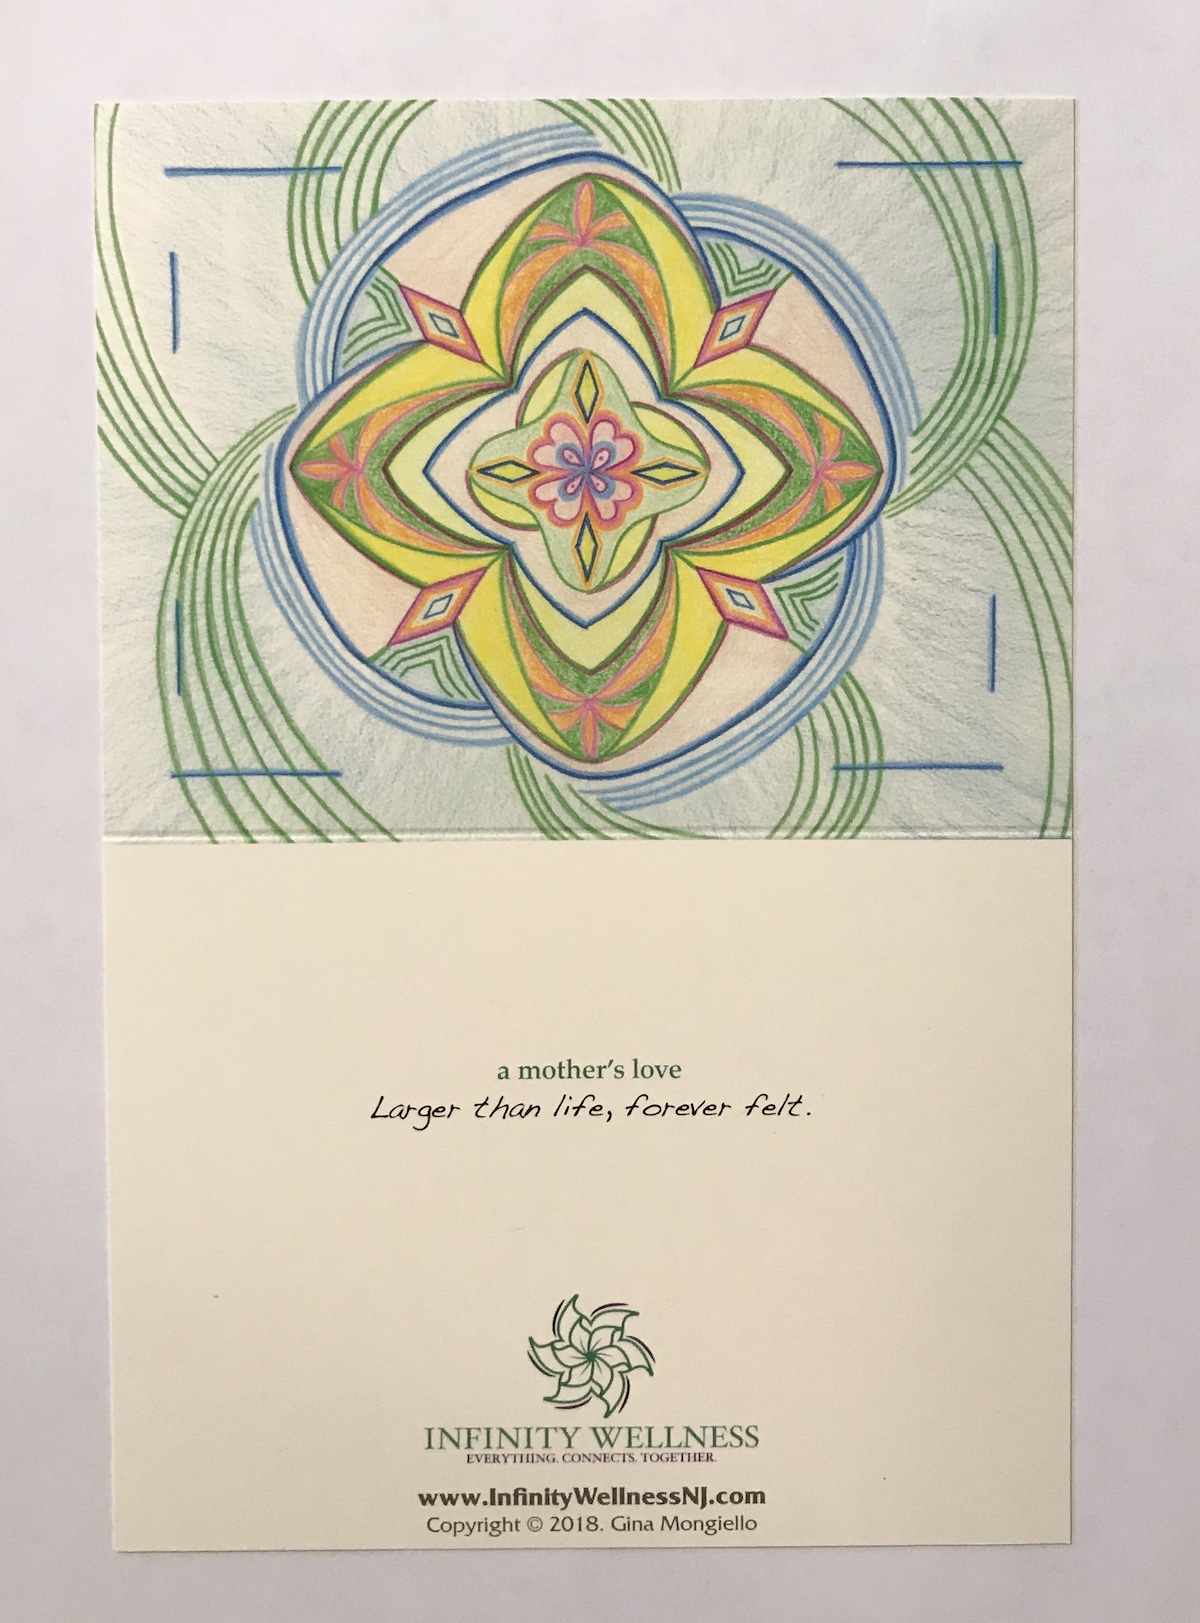 a mother's love
Larger than life, forever felt.
INFINITY WELLNESS
EVERYTHING. CONNECTS. TOGETHER.
www.InfinityWellnessNJ.com
Copyright © 2018. Gina Mongiello